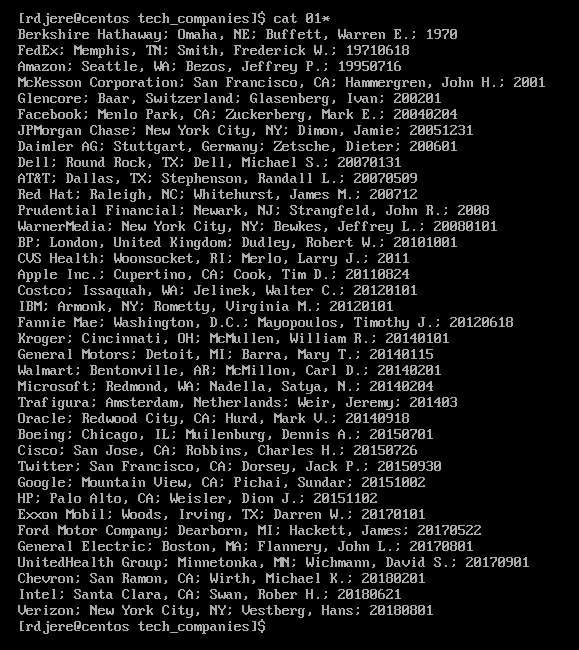 [rdjere@centos tech_companies]$ cat 01*
Berkshire Hathaway; Omaha, NE; Buffett, Warren E.; 1970
FedEx; Memphis, TN; Smith, Frederick W.; 19710618
Amazon; Seattle, WA; Bezos, Jeffrey P.; 19950716
McKesson Corporation; San Francisco, CA; Hammergren, John H.; 2001
Glencore; Baar, Switzerland; Glasenberg, Ivan; 200201
Facebook; Menlo Park, CA; Zuckerberg, Mark E.; 20040204
JPMorgan Chase; New York City, NY; Dimon, Jamie; 20051231
Daimler AG; Stuttgart, Germany; Zetsche, Dieter; 200601
Dell; Round Rock, TX; Dell, Michael S.; 20070131
AT&T; Dallas, TX; Stephenson, Randall L.; 20070509
Red Hat; Raleigh, NC; Whitehurst, James M.; 200712
Prudential Financial; Newark, NJ; Strangfeld, John R.; 2008
WarnerMedia; New York City, NY; Bewkes, Jeffrey L.; 20080101
BP; London, United Kingdom; Dudley, Robert W.; 20101001
CVS Health; Woonsocket, RI; Merlo, Larry J.; 2011
Apple Inc.; Cupertino, CA; Cook, Tim D.; 20110824
Costco; Issaquah, WA; Jelinek, Walter C.; 20120101
IBM; Armonk, NY; Rometty, Virginia M.; 20120101
Fannie Mae; Washington, D.C.; Mayopoulos, Timothy J.; 20120618
Kroger; Cincinnati, OH; McMullen, William R.; 20140101
General Motors; Detoit, MI; Barra, Mary T.; 20140115
Walmart; Bentonville, AR; McMillon, Carl D.; 20140201
Microsoft; Redmond, WA; Nadella, Satya, N.; 20140204
Trafigura; Amsterdam, Netherlands; Weir, Jeremy; 201403
Oracle; Redwood City, CA; Hurd, Mark V.; 20140918
Boeing; Chicago, IL; Muilenburg, Dennis A.; 20150701
Cisco; San Jose, CA; Robbins, Charles H.; 20150726
Twitter; San Francisco, CA; Dorsey, Jack P.; 20150930
Google; Mountain View, CA; Pichai, Sundar; 20151002
HP; Palo Alto, CA; Weisler, Dion J.; 20151102
Exxon Mobil; Woods, Irving, TX; Darren W.; 20170101
Ford Motor Company; Dearborn, MI; Hackett, James; 20170522
General Electric; Boston, MA; Flannery, John L.; 20170801
UnitedHealth Group; Minnetonka, MN; Wichmann, David S.; 20170901
Chevron; San Ramon, CA; Wirth, Michael K.; 20180201
Intel; Santa Clara, CA; Swan, Rober H.; 20180621
Verizon; New York City, NY; Vestberg, Hans; 20180801
[rdjere@centos tech_companies]$